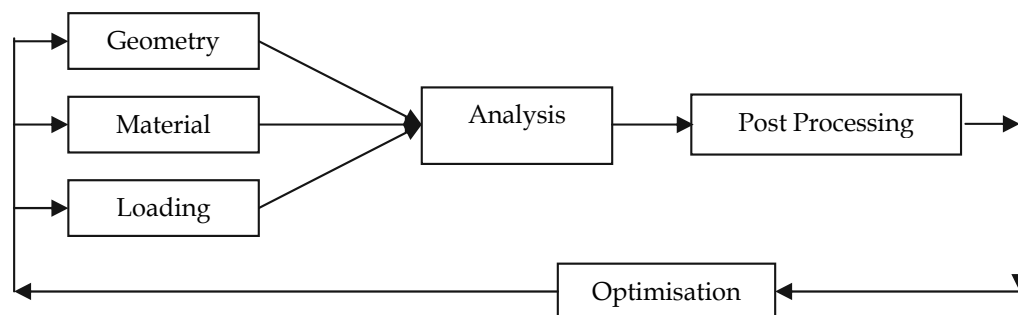 Geometry
Material
Loading
Analysis
Post Processing
Optimisation